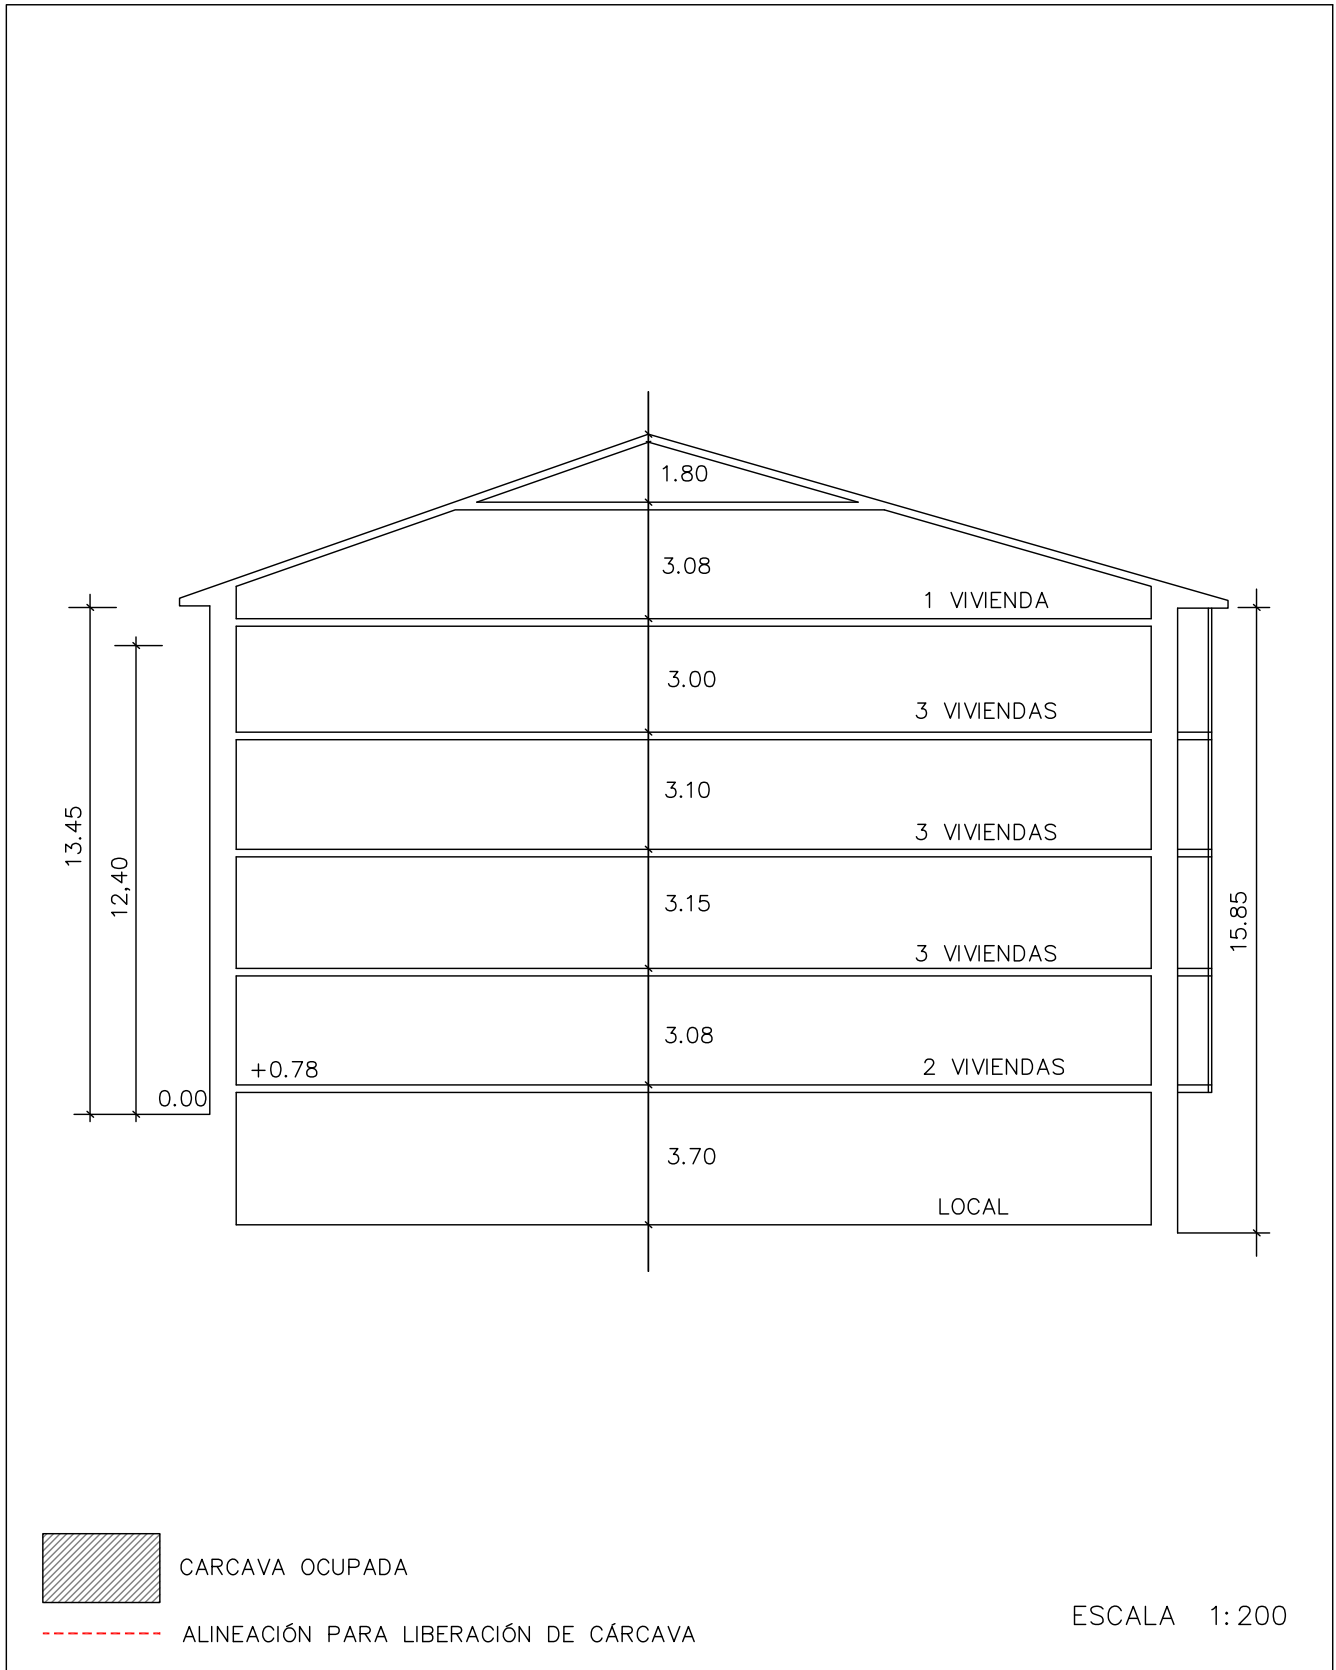 1.80
3.08
1 VIVIENDA
3.00
3 VIVIENDAS
3.10
3 VIVIENDAS
13.45
12,40
3.15
3 VIVIENDAS
15.85
3.08
+0.78
2 VIVIENDAS
0.00
3.70
LOCAL
CARCAVA OCUPADA
ALINEACIÓN PARA LIBERACIÓN DE CÁRCAVA
ESCALA 1:200